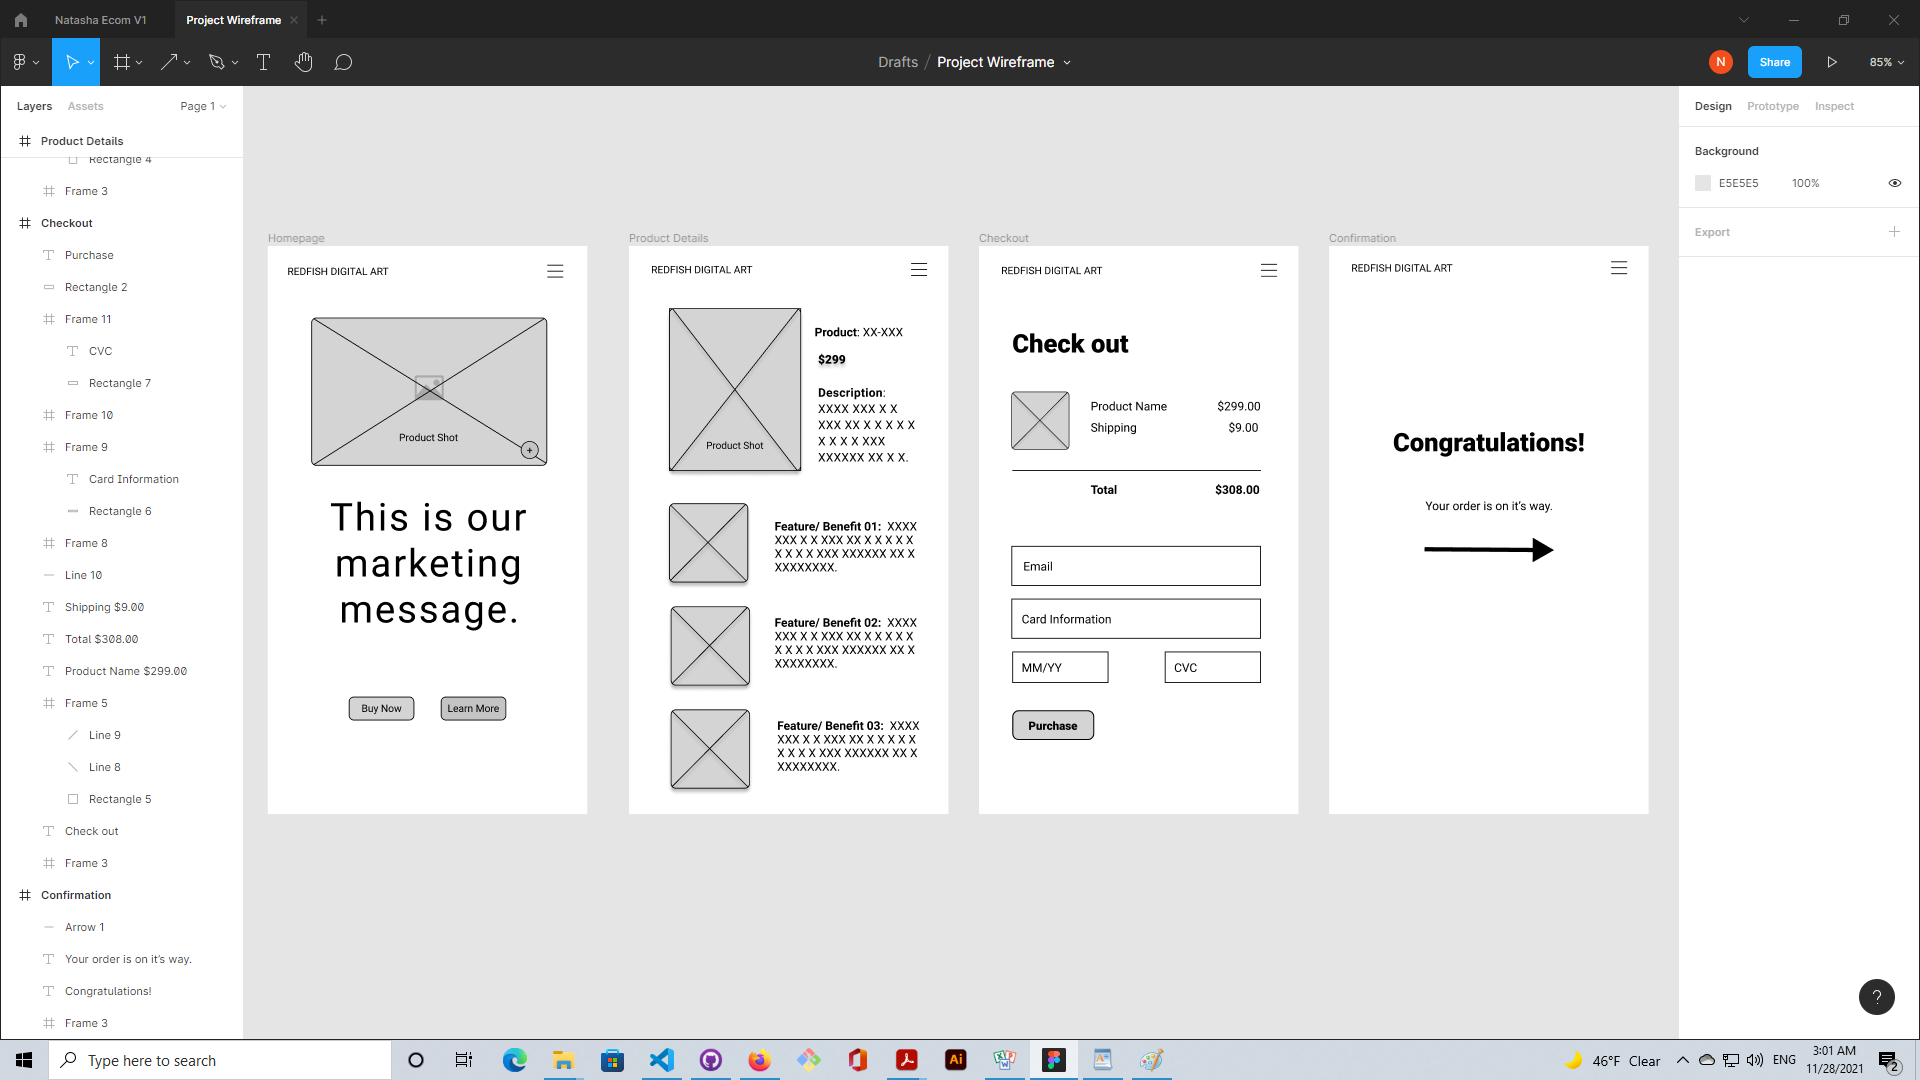 Natasha Ecom V1
Project Wireframe
Drafts / Project Wireframe
N
Share
85%
Layers
Assets
Page 1
Product Details
Rectangle 4
Frame 3
Checkout
Purchase
Rectangle 2
Frame 11
CVC
Rectangle 7
Frame 10
Frame 9
Card Information
Rectangle 6
Frame 8
Line 10
Shipping $9.00
Total $308.00
Product Name $299.00
Frame 5
Line 9
Line 8
Rectangle 5
Check out
Frame 3
Confirmation
Arrow 1
Your order is on it's way.
Congratulations!
Frame 3
Homepage
REDFISH DIGITAL ART
Product Shot
+
This is our
marketing
message.
Buy Now
Learn More
Product Details
REDFISH DIGITAL ART
Product Shot
Product: XX-XXX
$299
Description:
XXXX XXX X X
XXX XX X X X X X
X X X X XXX
XXXXXX XX X X.
Feature/ Benefit 01: XXXX
XXX X X XXX XX X X X X X
X X X X XXX XXXXXX XX X
XXXXXXXX.
Feature/ Benefit 02: XXXX
XXX X X XXX XX X X X X X
X X X X XXX XXXXXX XX X
XXXXXXXX.
Feature/ Benefit 03: XXXX
XXX X X XXX XX X X X X X
X X X X XXX XXXXXX XX X
XXXXXXXX.
Checkout
REDFISH DIGITAL ART
Check out
Product Name $299.00
Shipping $9.00
Total $308.00
Email
Card Information
MM/YY
CVC
Purchase
Confirmation
REDFISH DIGITAL ART
Congratulations!
Your order is on it's way.
Design
Prototype
Inspect
Background
E5E5E5 100%
Export
?
Type here to search
Ai
46°F Clear
ENG
3:01 AM
11/28/2021
2